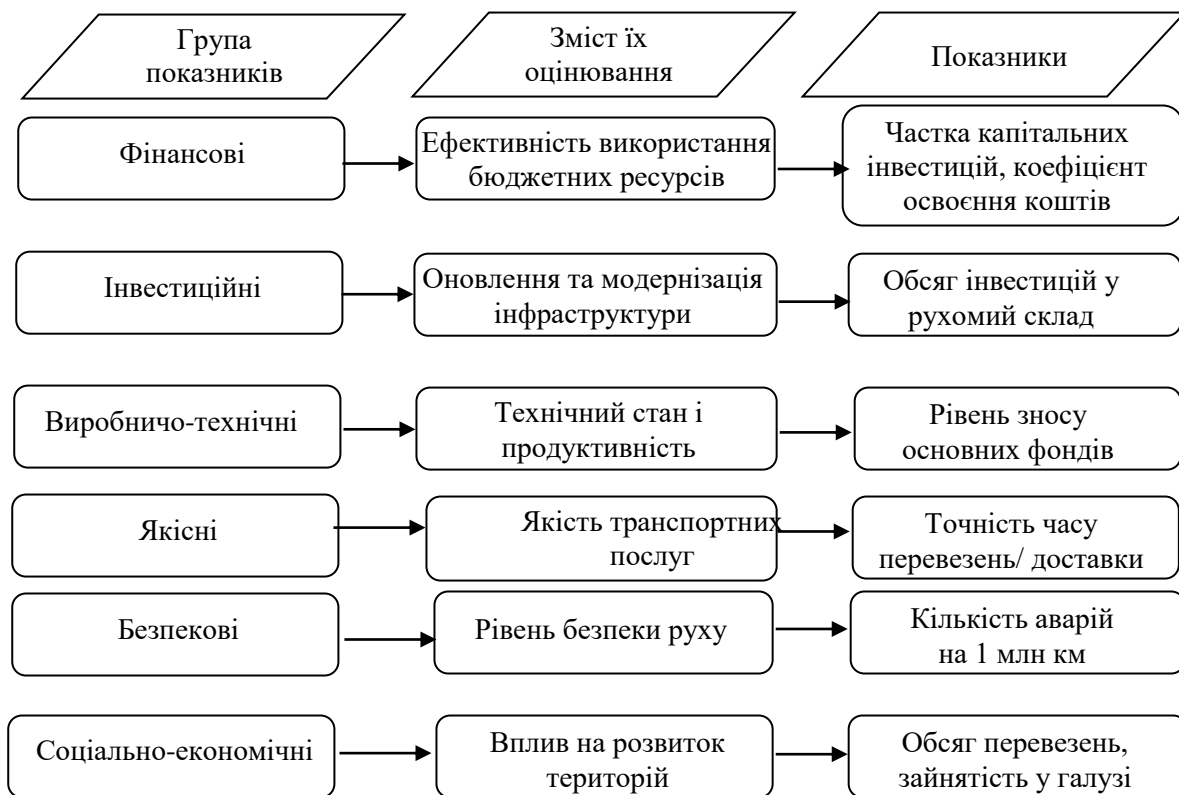 Група
показників
Зміст їх
оцінювання
Показники
Фінансові
Ефективність використання
бюджетних ресурсів
Частка капітальних
інвестицій, коефіцієнт
освоєння коштів
Інвестиційні
Оновлення та модернізація
інфраструктури
Обсяг інвестицій у
рухомий склад
Виробничо-технічні
Технічний стан і
продуктивність
Рівень зносу
основних фондів
Якісні
Якість транспортних
послуг
Точність часу
перевезень/ доставки
Безпекові
Рівень безпеки руху
Кількість аварій
на 1 млн км
Соціально-економічні
Вплив на розвиток
територій
Обсяг перевезень,
зайнятість у галузі